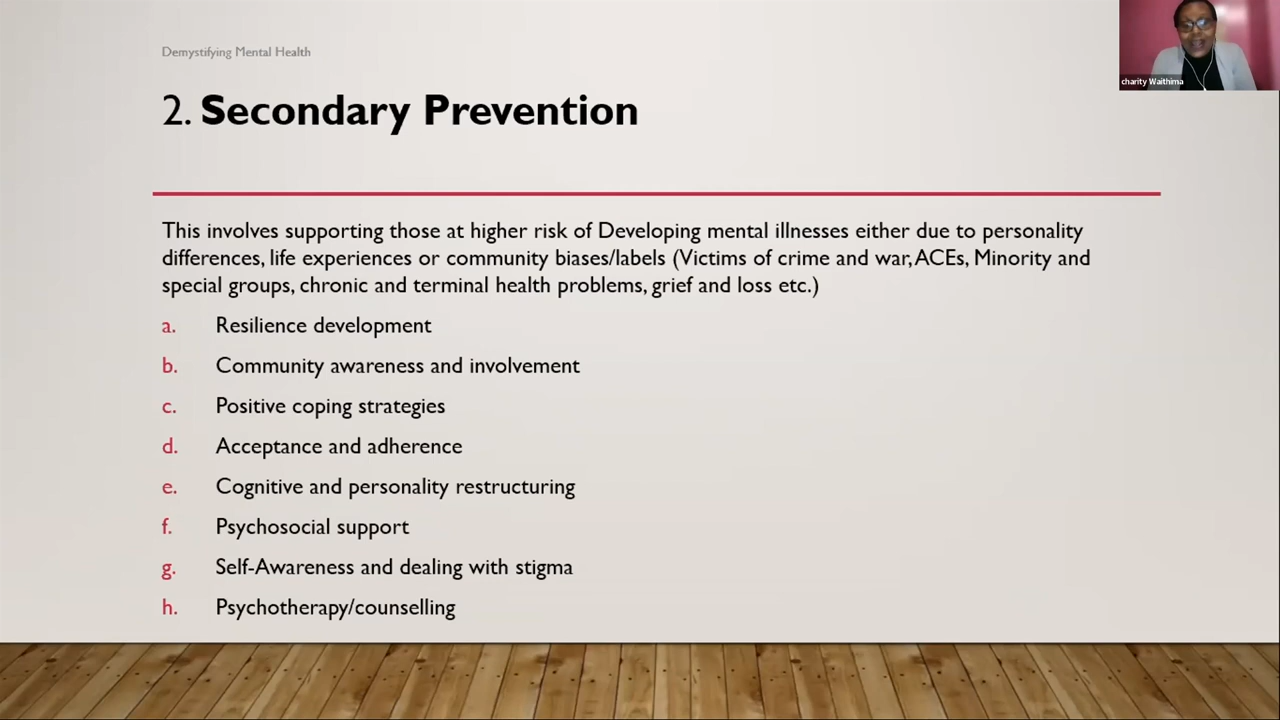 Demystifying Mental Health
charity Waithima
2. Secondary Prevention
This involves supporting those at higher risk of Developing mental illnesses either due to personality
differences, life experiences or community biases/labels (Victims of crime and war, ACEs, Minority and
special groups, chronic and terminal health problems, grief and loss etc.)
a. Resilience development
b. Community awareness and involvement
c. Positive coping strategies
d. Acceptance and adherence
e. Cognitive and personality restructuring
f. Psychosocial support
g. Self-Awareness and dealing with stigma
h. Psychotherapy/counselling